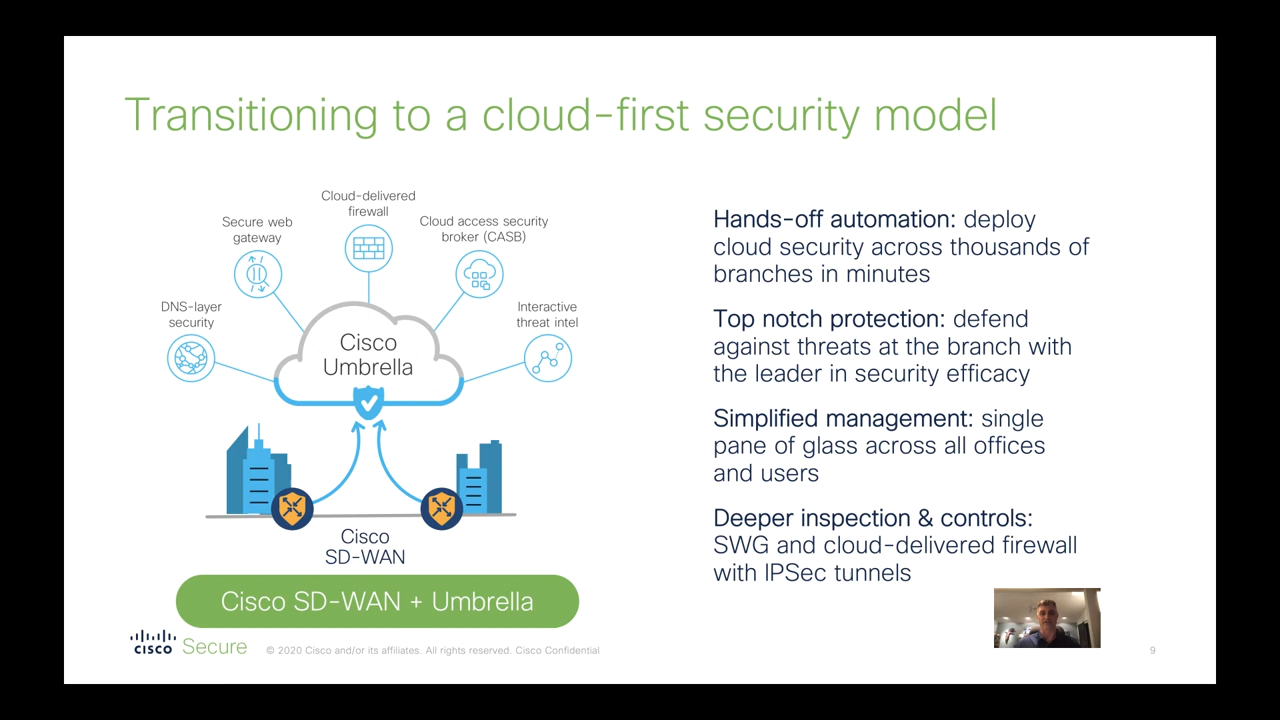 Transitioning to a cloud-first security model
Cloud-delivered
firewall
Secure web
gateway
Cloud access security
broker (CASB)
DNS-layer
security
Interactive
threat intel
Cisco
Umbrella
Cisco
SD-WAN
Cisco SD-WAN + Umbrella
Hands-off automation: deploy
cloud security across thousands of
branches in minutes
Top notch protection: defend
against threats at the branch with
the leader in security efficacy
Simplified management: single
pane of glass across all offices
and users
Deeper inspection & controls:
SWG and cloud-delivered firewall
with IPSec tunnels
cisco Secure
© 2020 Cisco and/or its affiliates. All rights reserved. Cisco Confidential
9